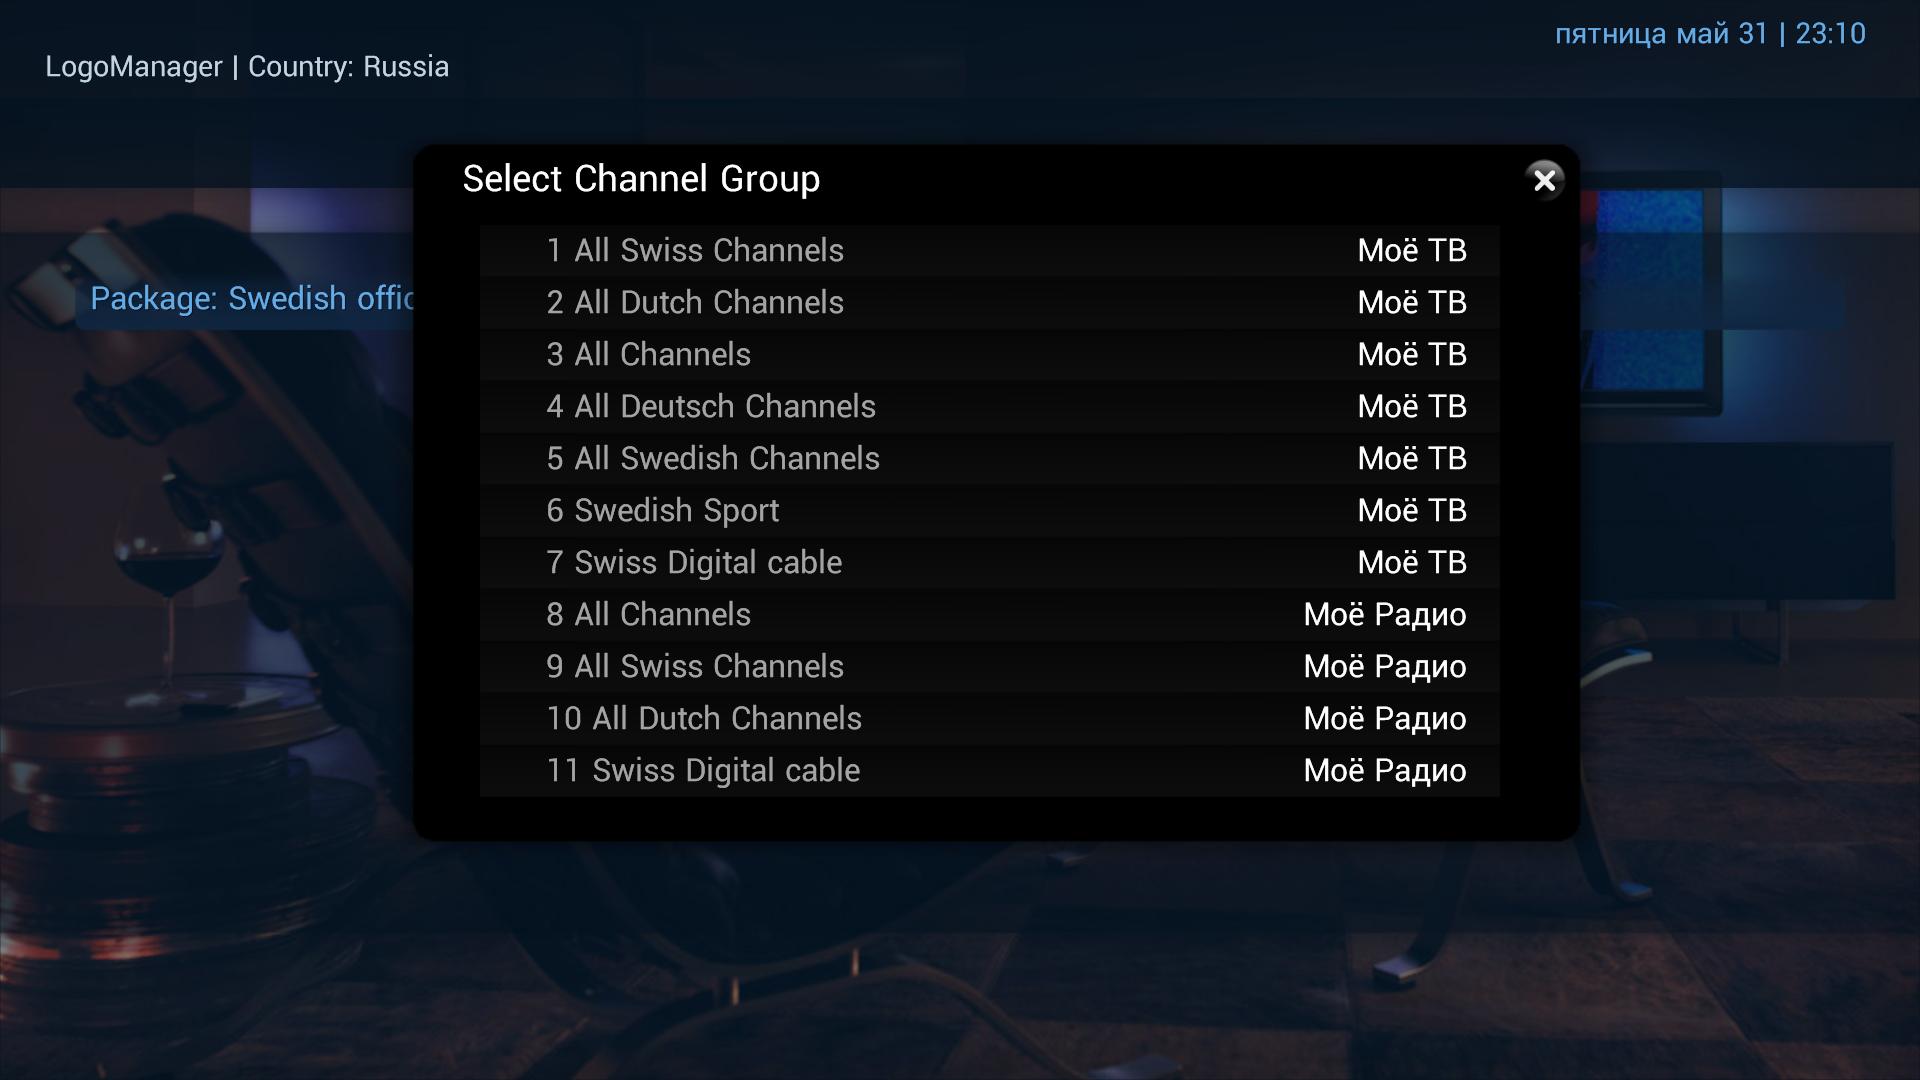 пятница май 31 | 23:10
LogoManager | Country: Russia
Select Channel Group
1 All Swiss Channels Моё ТВ
2 All Dutch Channels Моё ТВ
Package: Swedish
3 All Channels Моё ТВ
4 All Deutsch Channels Моё ТВ
5 All Swedish Channels Моё ТВ
6 Swedish Sport Моё ТВ
7 Swiss Digital cable Моё ТВ
8 All Channels Моё Радио
9 All Swiss Channels Моё Радио
10 All Dutch Channels Моё Радио
11 Swiss Digital cable Моё Радио